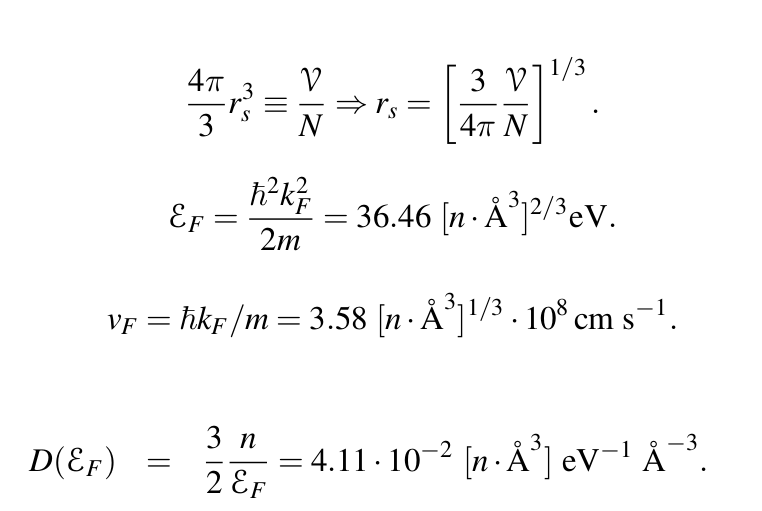 4π/3 r_s^3 ≡ 𝒱/N ⇒ r_s = [3/4π 𝒱/N]^{1/3}.
ℰ_F = ℏ^2 k_F^2 / 2m = 36.46 [n · Å^3]^{2/3} eV.
v_F = ℏk_F/m = 3.58 [n · Å^3]^{1/3} · 10^8 cm s^{−1}.
D(ℰ_F) = 3/2 n/ℰ_F = 4.11 · 10^{−2} [n · Å^3] eV^{−1} Å^{−3}.